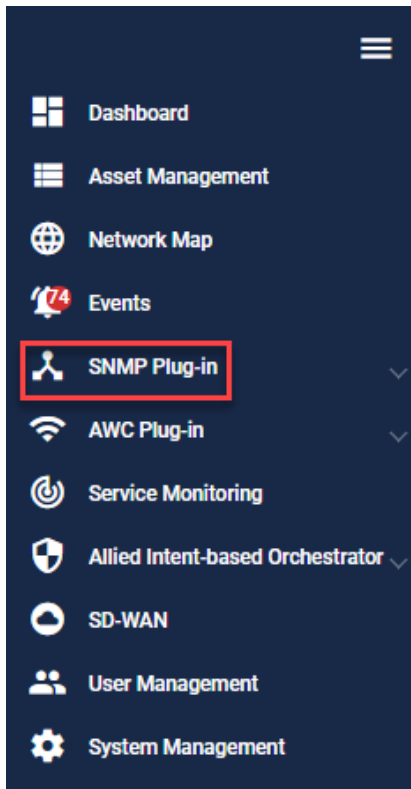 Dashboard
Asset Management
Network Map
74
Events
SNMP Plug-in
AWC Plug-in
Service Monitoring
Allied Intent-based Orchestrator
SD-WAN
User Management
System Management